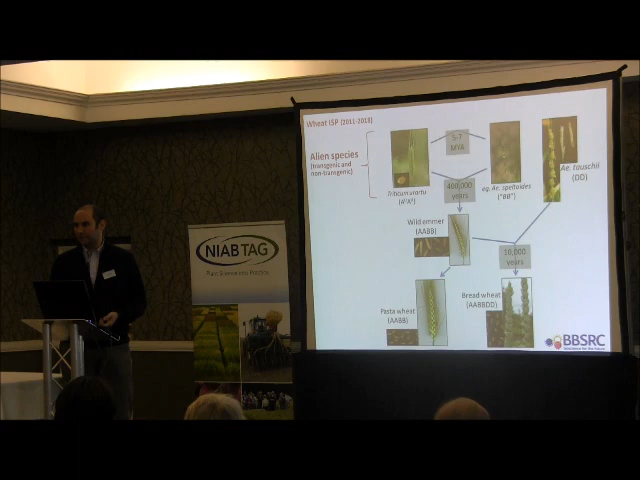 Wheat ISP (2011-2018)
Alien species
(transgenic and
non-transgenic)
5-7
MYA
Triticum urartu
(AᵘAᵘ)
400,000
years
eg. Ae. speltoides
("BB")
Ae. tauschii
(DD)
Wild emmer
(AABB)
10,000
years
Pasta wheat
(AABB)
Bread wheat
(AABBDD)
BBSRC
NIAB TAG